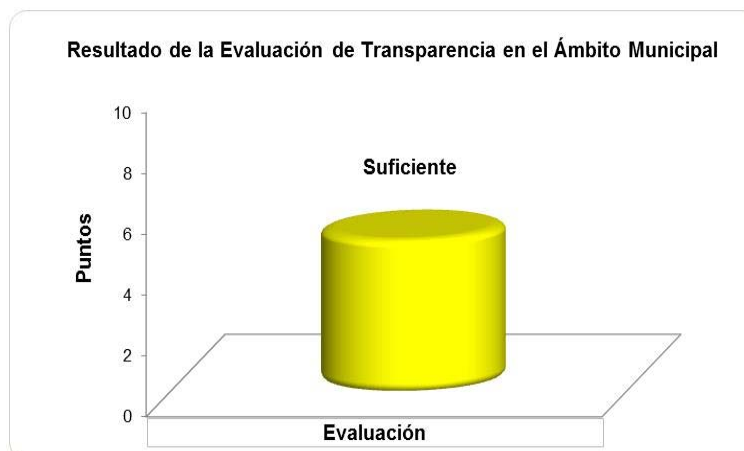 Resultado de la Evaluación de Transparencia en el Ámbito Municipal
10
8
6
4
2
0
Puntos
Suficiente
Evaluación